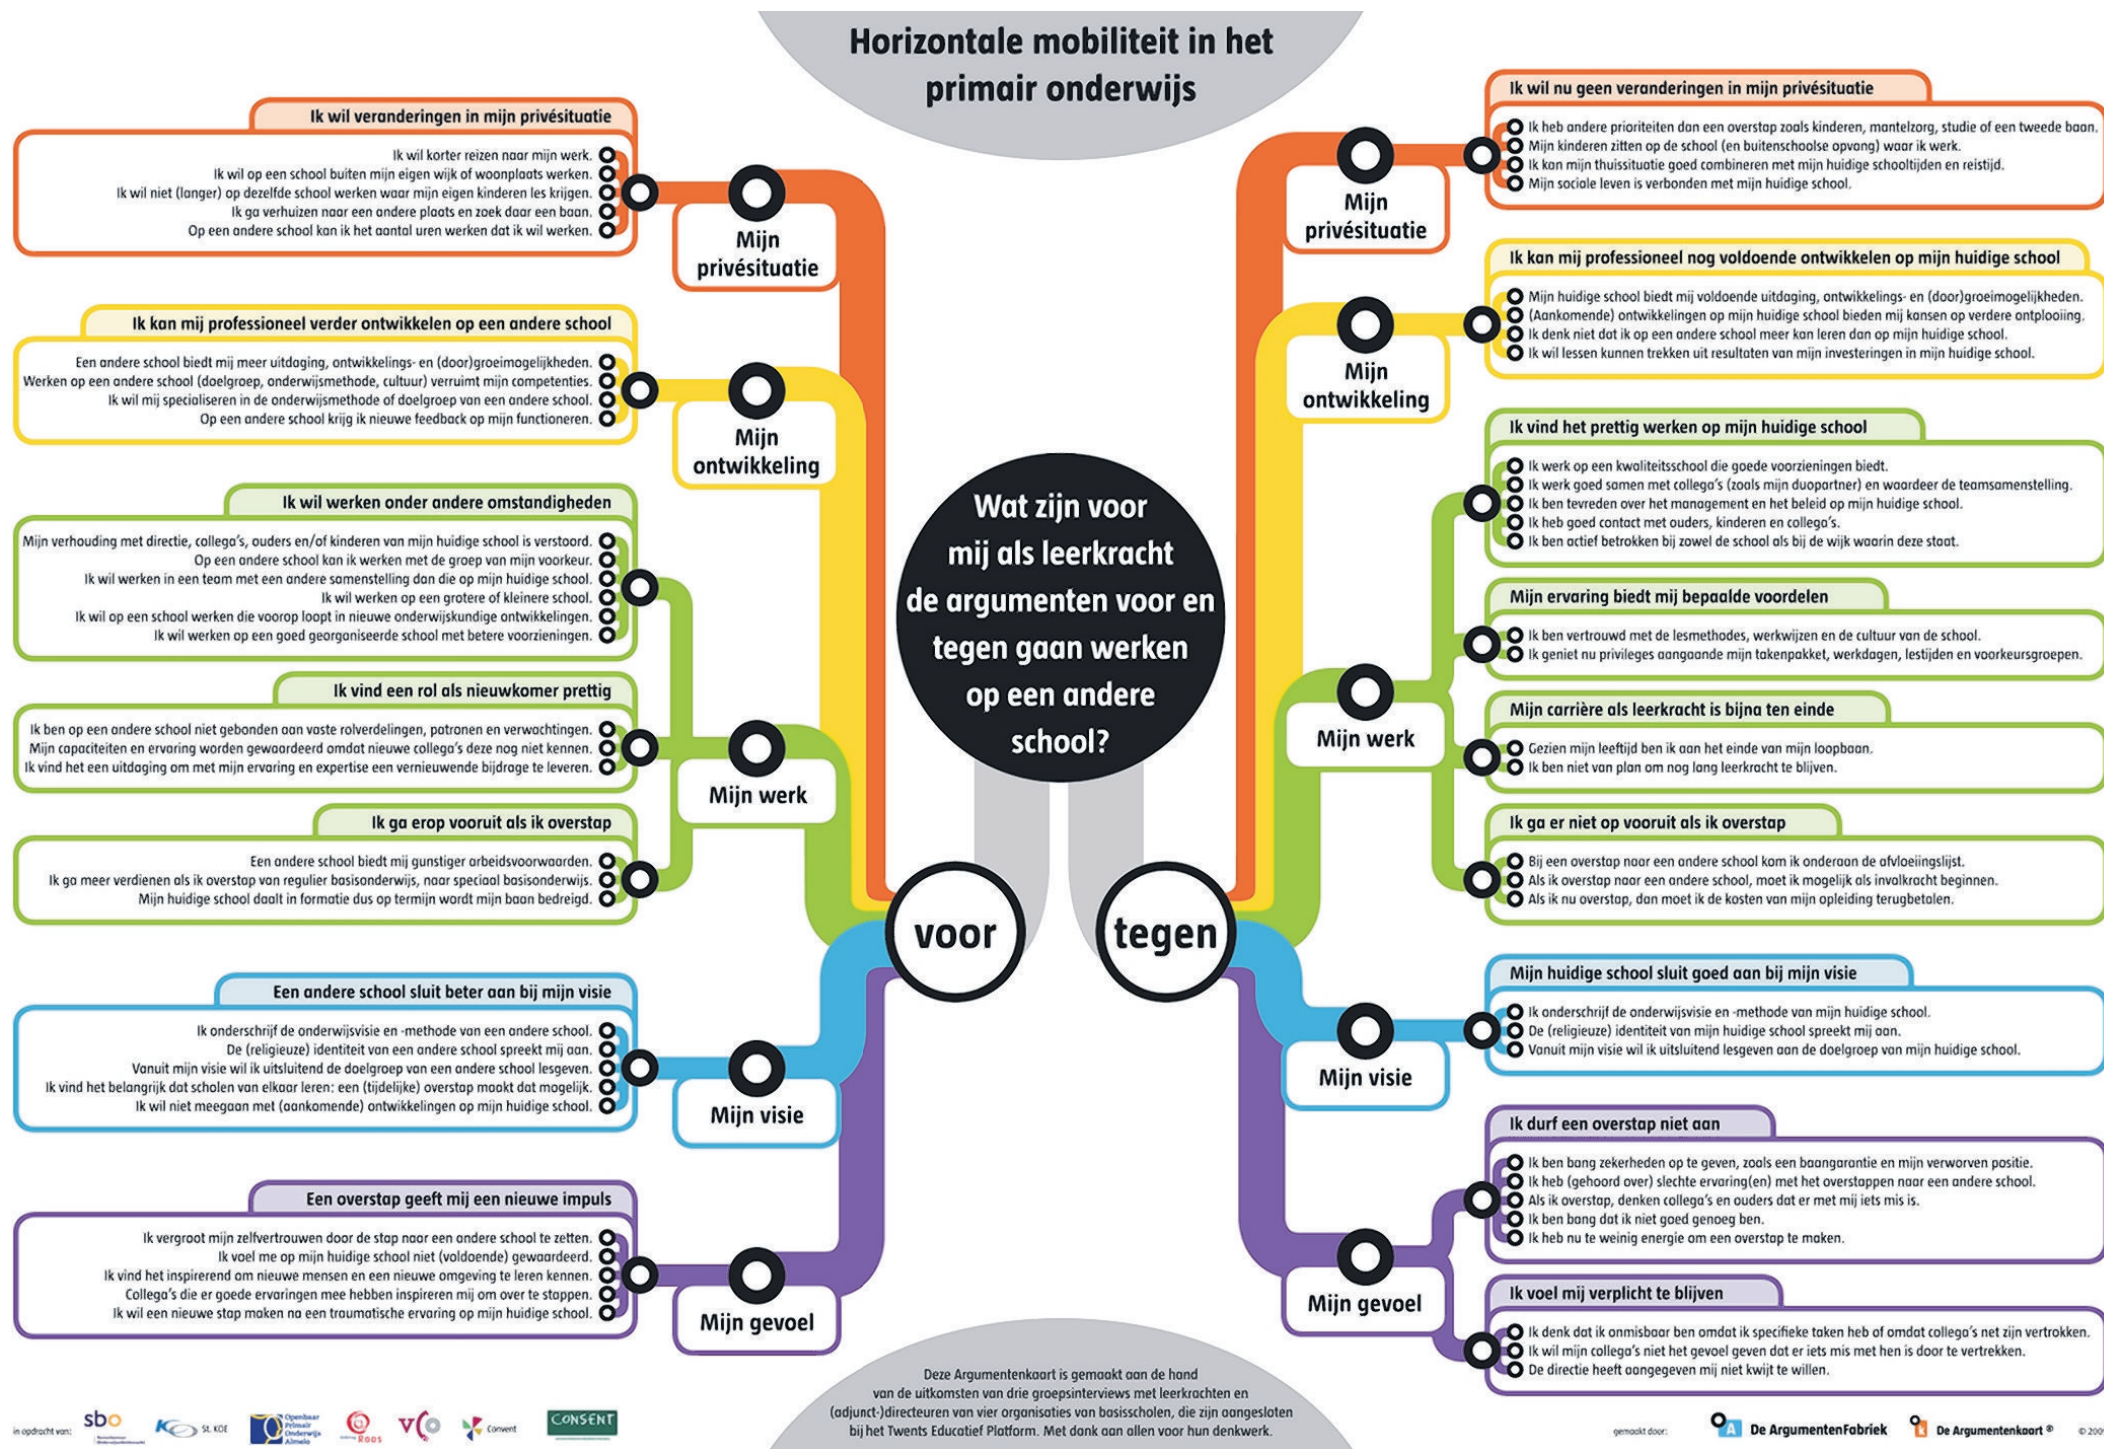 Horizontale mobiliteit in het
primair onderwijs
Wat zijn voor
mij als leerkracht
de argumenten voor en
tegen gaan werken
op een andere
school?
voor
Mijn
privésituatie
Ik wil veranderingen in mijn privésituatie
Ik wil korter reizen naar mijn werk.
Ik wil op een school buiten mijn eigen wijk of woonplaats werken.
Ik wil niet (langer) op dezelfde school werken waar mijn eigen kinderen les krijgen.
Ik ga verhuizen naar een andere plaats en zoek daar een baan.
Op een andere school kan ik het aantal uren werken dat ik wil werken.
Mijn
ontwikkeling
Ik kan mij professioneel verder ontwikkelen op een andere school
Een andere school biedt mij meer uitdaging, ontwikkelings- en (door)groeimogelijkheden.
Werken op een andere school (doelgroep, onderwijsmethode, cultuur) verruimt mijn competenties.
Ik wil mij specialiseren in de onderwijsmethode of doelgroep van een andere school.
Op een andere school krijg ik nieuwe feedback op mijn functioneren.
Mijn werk
Ik wil werken onder andere omstandigheden
Mijn verhouding met directie, collega's, ouders en/of kinderen van mijn huidige school is verstoord.
Op een andere school kan ik werken met de groep van mijn voorkeur.
Ik wil werken in een team met een andere samenstelling dan die op mijn huidige school.
Ik wil werken op een grotere of kleinere school.
Ik wil op een school werken die voorop loopt in nieuwe onderwijskundige ontwikkelingen.
Ik wil werken op een goed georganiseerde school met betere voorzieningen.
Ik vind een rol als nieuwkomer prettig
Ik ben op een andere school niet gebonden aan vaste rolverdelingen, patronen en verwachtingen.
Mijn capaciteiten en ervaring worden gewaardeerd omdat nieuwe collega's deze nog niet kennen.
Ik vind het een uitdaging om met mijn ervaring en expertise een vernieuwende bijdrage te leveren.
Ik ga erop vooruit als ik overstap
Een andere school biedt mij gunstiger arbeidsvoorwaarden.
Ik ga meer verdienen als ik overstap van regulier basisonderwijs, naar speciaal basisonderwijs.
Mijn huidige school daalt in formatie dus op termijn wordt mijn baan bedreigd.
Mijn visie
Een andere school sluit beter aan bij mijn visie
Ik onderschrijf de onderwijsvisie en -methode van een andere school.
De (religieuze) identiteit van een andere school spreekt mij aan.
Vanuit mijn visie wil ik uitsluitend de doelgroep van een andere school lesgeven.
Ik vind het belangrijk dat scholen van elkaar leren: een (tijdelijke) overstap maakt dat mogelijk.
Ik wil niet meegaan met (aankomende) ontwikkelingen op mijn huidige school.
Mijn gevoel
Een overstap geeft mij een nieuwe impuls
Ik vergroot mijn zelfvertrouwen door de stap naar een andere school te zetten.
Ik voel me op mijn huidige school niet (voldoende) gewaardeerd.
Ik vind het inspirerend om nieuwe mensen en een nieuwe omgeving te leren kennen.
Collega's die er goede ervaringen mee hebben inspireren mij om over te stappen.
Ik wil een nieuwe stap maken na een traumatische ervaring op mijn huidige school.
tegen
Mijn
privésituatie
Ik wil nu geen veranderingen in mijn privésituatie
Ik heb andere prioriteiten dan een overstap zoals kinderen, mantelzorg, studie of een tweede baan.
Mijn kinderen zitten op de school (en buitenschoolse opvang) waar ik werk.
Ik kan mijn thuissituatie goed combineren met mijn huidige schooltijden en reistijd.
Mijn sociale leven is verbonden met mijn huidige school.
Mijn
ontwikkeling
Ik kan mij professioneel nog voldoende ontwikkelen op mijn huidige school
Mijn huidige school biedt mij voldoende uitdaging, ontwikkelings- en (door)groeimogelijkheden.
(Aankomende) ontwikkelingen op mijn huidige school bieden mij kansen op verdere ontplooiing.
Ik denk niet dat ik op een andere school meer kan leren dan op mijn huidige school.
Ik wil lessen kunnen trekken uit resultaten van mijn investeringen in mijn huidige school.
Mijn werk
Ik vind het prettig werken op mijn huidige school
Ik werk op een kwaliteitsschool die goede voorzieningen biedt.
Ik werk goed samen met collega's (zoals mijn duopartner) en waardeer de teamsamenstelling.
Ik ben tevreden over het management en het beleid op mijn huidige school.
Ik heb goed contact met ouders, kinderen en collega's.
Ik ben actief betrokken bij zowel de school als bij de wijk waarin deze staat.
Mijn ervaring biedt mij bepaalde voordelen
Ik ben vertrouwd met de lesmethodes, werkwijzen en de cultuur van de school.
Ik geniet nu privileges aangaande mijn takenpakket, werkdagen, lestijden en voorkeursgroepen.
Mijn carrière als leerkracht is bijna ten einde
Gezien mijn leeftijd ben ik aan het einde van mijn loopbaan.
Ik ben niet van plan om nog lang leerkracht te blijven.
Ik ga er niet op vooruit als ik overstap
Bij een overstap naar een andere school kom ik onderaan de afvloeiingslijst.
Als ik overstap naar een andere school, moet ik mogelijk als invalkracht beginnen.
Als ik nu overstap, dan moet ik de kosten van mijn opleiding terugbetalen.
Mijn visie
Mijn huidige school sluit goed aan bij mijn visie
Ik onderschrijf de onderwijsvisie en -methode van mijn huidige school.
De (religieuze) identiteit van mijn huidige school spreekt mij aan.
Vanuit mijn visie wil ik uitsluitend lesgeven aan de doelgroep van mijn huidige school.
Mijn gevoel
Ik durf een overstap niet aan
Ik ben bang zekerheden op te geven, zoals een baangarantie en mijn verworven positie.
Ik heb (gehoord over) slechte ervaring(en) met het overstappen naar een andere school.
Als ik overstap, denken collega's en ouders dat er met mij iets mis is.
Ik ben bang dat ik niet goed genoeg ben.
Ik heb nu te weinig energie om een overstap te maken.
Ik voel mij verplicht te blijven
Ik denk dat ik onmisbaar ben omdat ik specifieke taken heb of omdat collega's net zijn vertrokken.
Ik wil mijn collega's niet het gevoel geven dat er iets mis met hen is door te vertrekken.
De directie heeft aangegeven mij niet kwijt te willen.
Deze Argumentenkaart is gemaakt aan de hand
van de uitkomsten van drie groepsinterviews met leerkrachten en
(adjunct-)directeuren van vier organisaties van basisscholen, die zijn aangesloten
bij het Twents Educatief Platform. Met dank aan allen voor hun denkwerk.
in opdracht van:
sbo
St. KOE
Openbaar
Primair
Onderwijs
Almelo
Roos
VCO
Convent
CONSENT
gemaakt door:
De ArgumentenFabriek
De Argumentenkaart ®